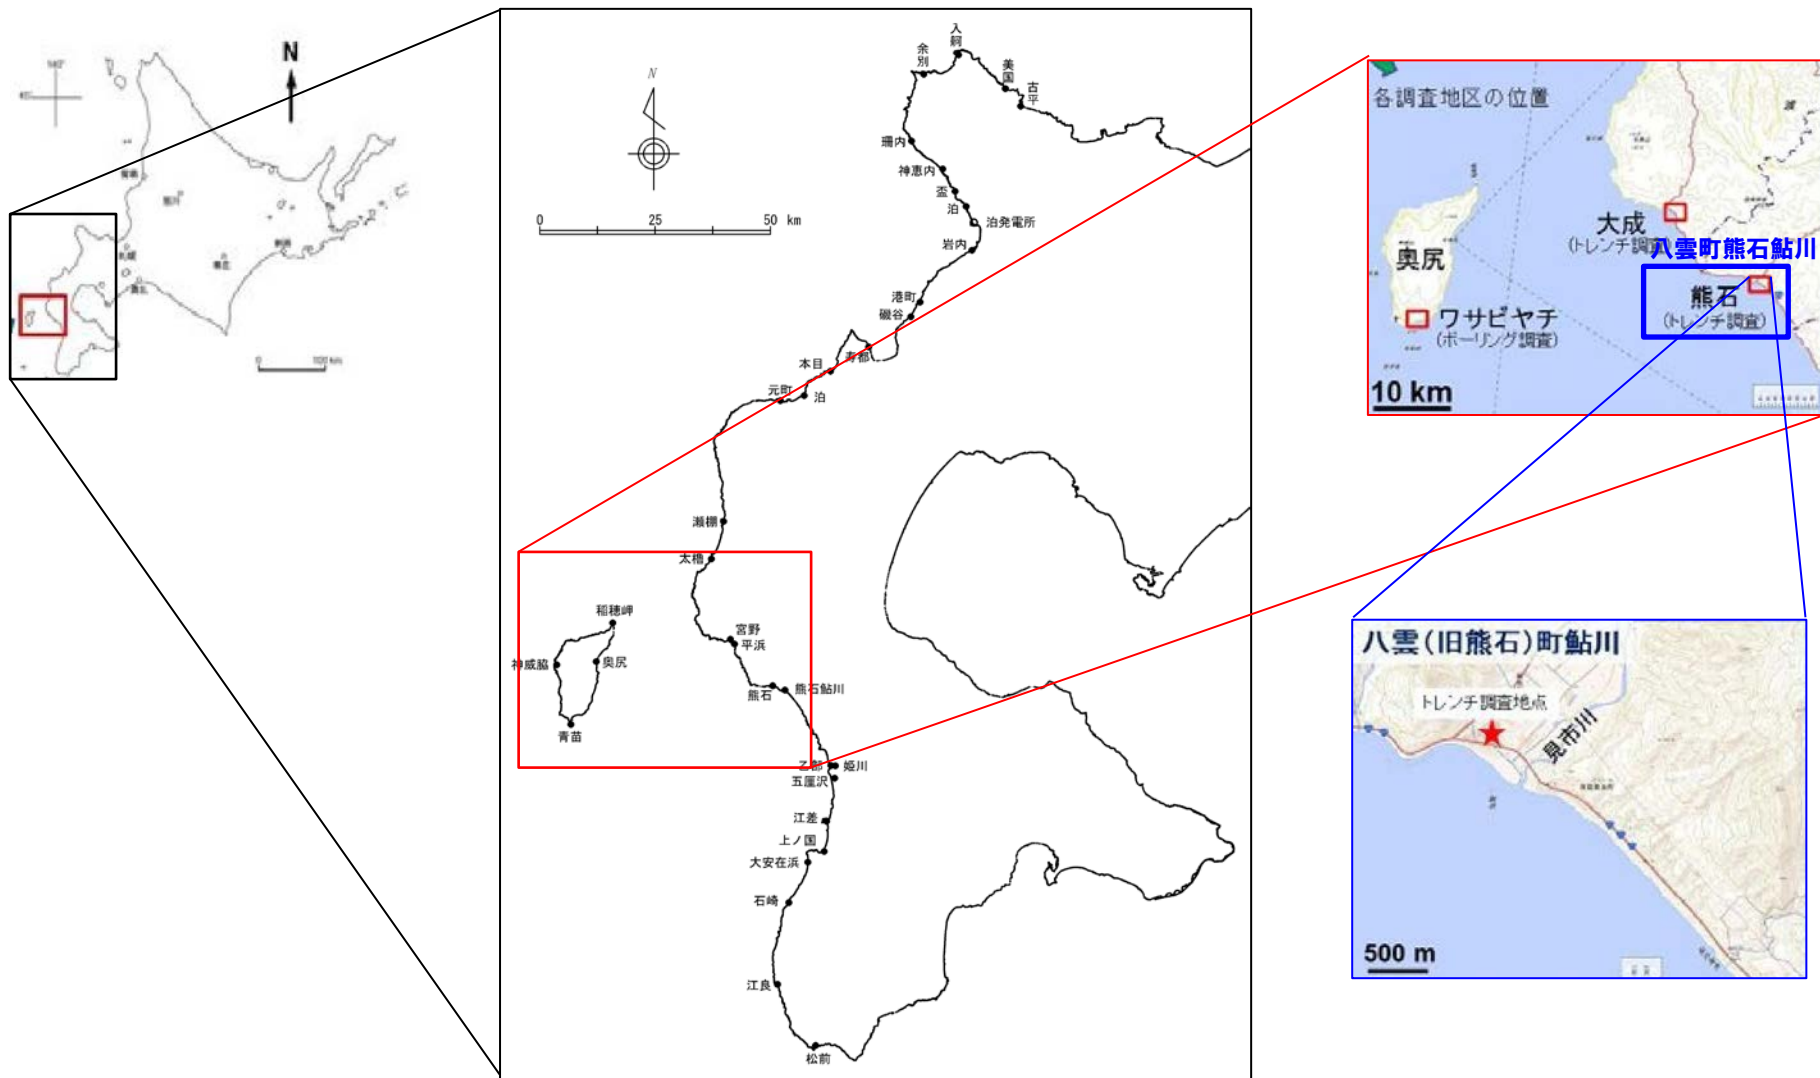 N
N
0 25 50 km
入舸
余別
美国
古平
珊内
神恵内
盃
泊
泊発電所
岩内
港町
磯谷
寿都
本目
元町
泊
瀬棚
太櫓
稲穂岬
宮野
平浜
神威脇
奥尻
熊石
熊石鮎川
青苗
乙部
姫川
五厘沢
江差
上ノ国
大安在浜
石崎
江良
松前
各調査地区の位置
大成
(トレンチ調査)
八雲町熊石鮎川
奥尻
熊石
(トレンチ調査)
ワサビヤチ
(ボーリング調査)
10 km
八雲(旧熊石)町鮎川
トレンチ調査地点
見市川
500 m